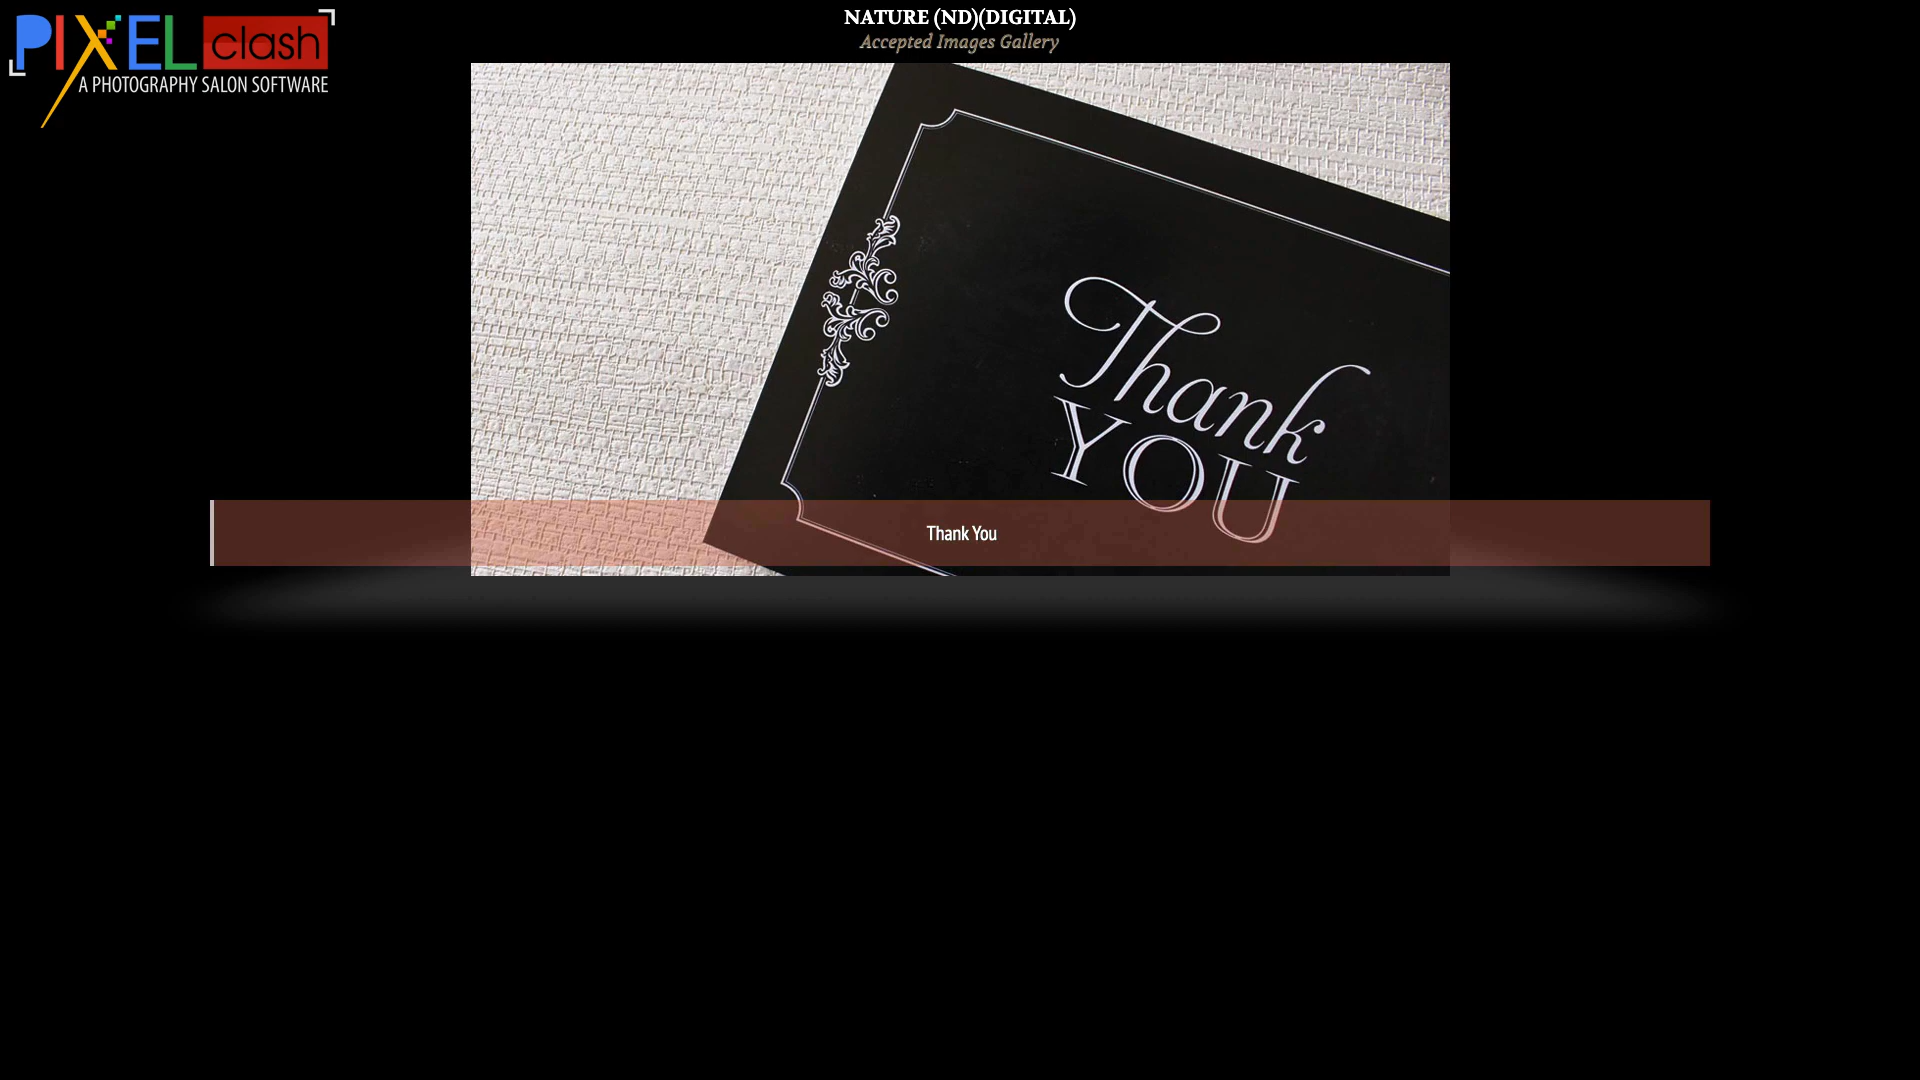 PIXEL clash
A PHOTOGRAPHY SALON SOFTWARE
NATURE (ND)(DIGITAL)
Accepted Images Gallery
Thank
YOU
Thank You